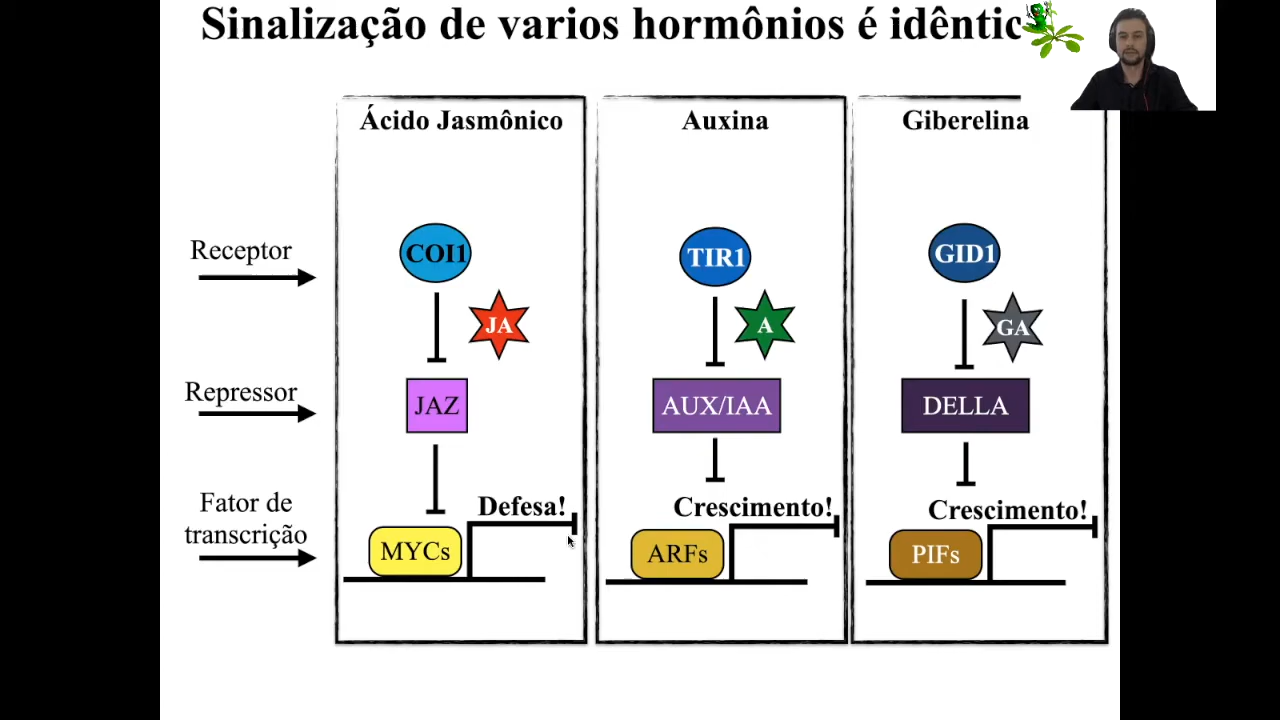 Sinalização de varios hormônios é idêntic
Ácido Jasmônico
Auxina
Giberelina
Receptor
COI1
TIR1
GID1
JA
A
GA
Repressor
JAZ
AUX/IAA
DELLA
Fator de
transcrição
Defesa!
Crescimento!
Crescimento!
MYCs
ARFs
PIFs